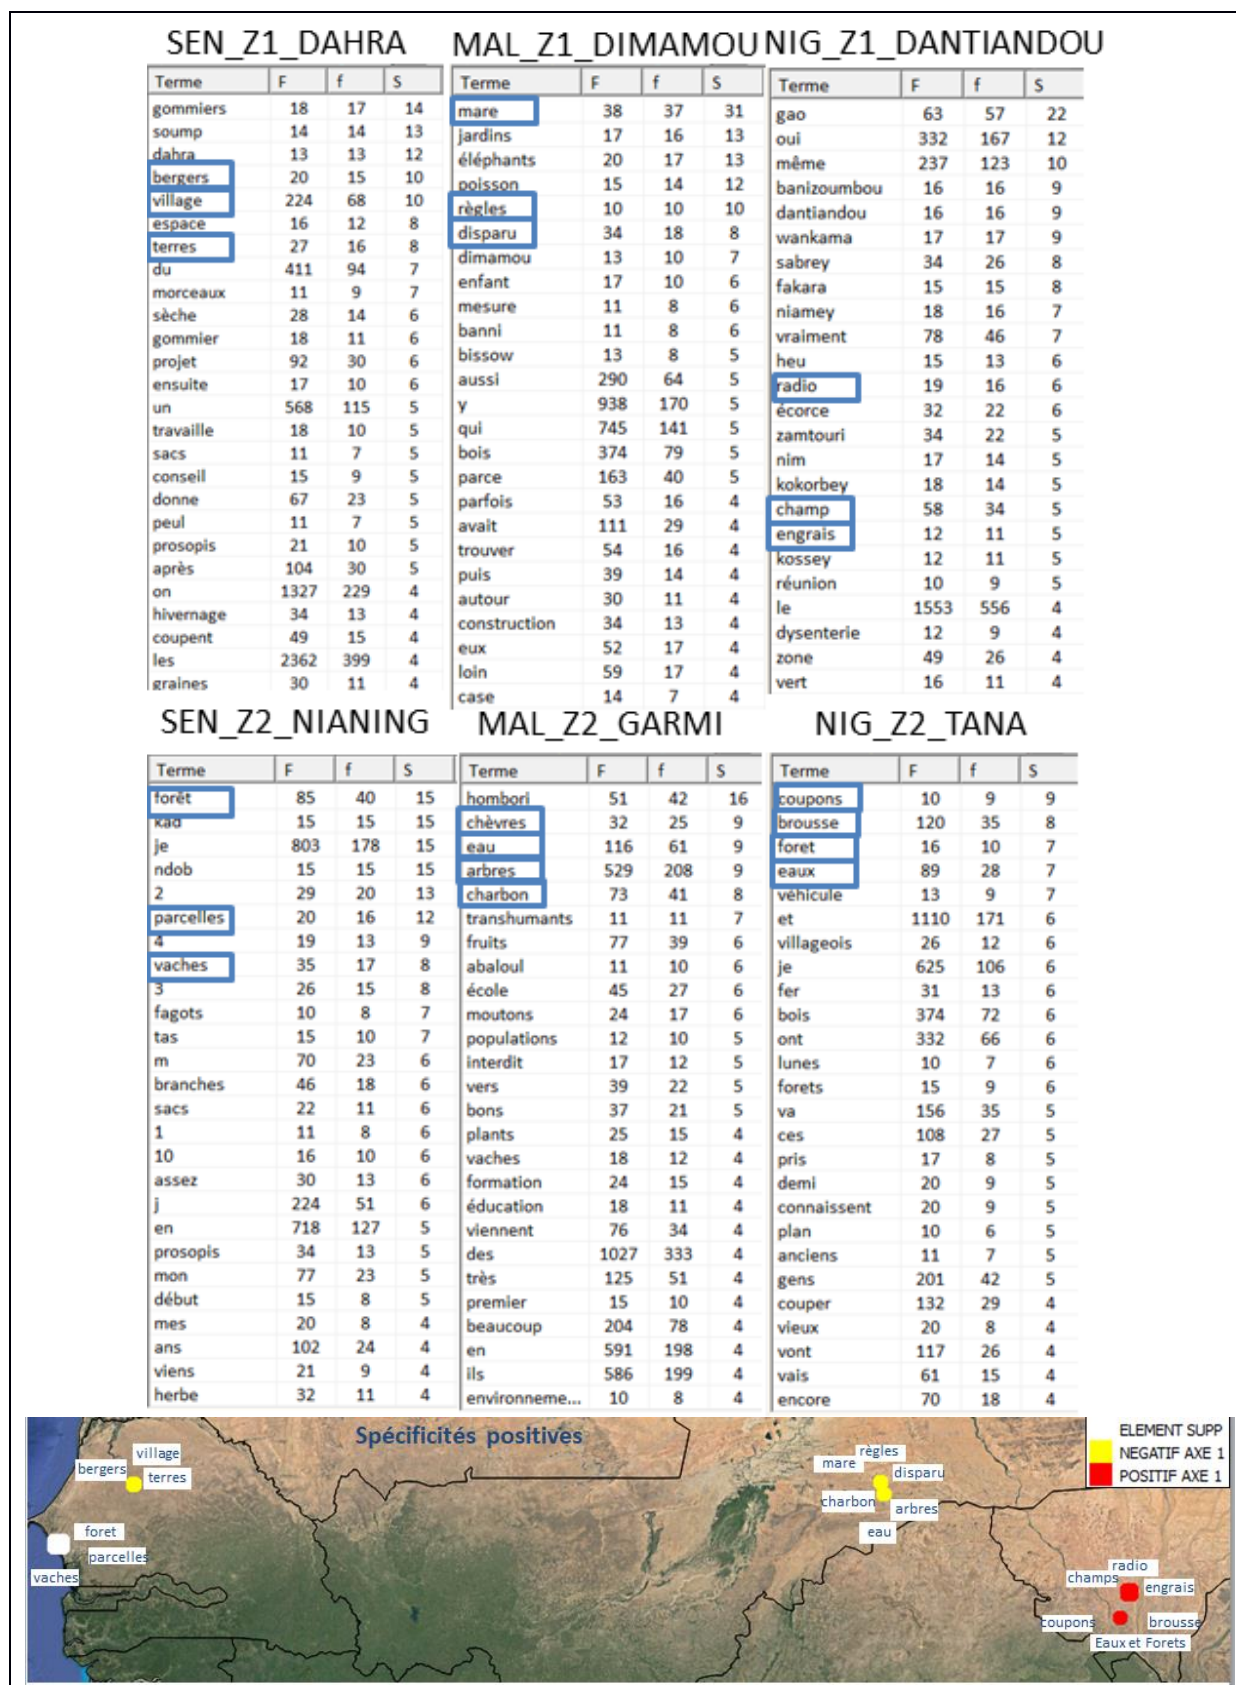 SEN_Z1_DAHRA
Terme F f S
gommiers 18 17 14
soump 14 14 13
dahra 13 13 12
bergers 20 15 10
village 224 68 10
espace 16 12 8
terres 27 16 8
du 411 94 7
morceaux 11 9 7
sèche 28 14 6
gommier 18 11 6
projet 92 30 6
ensuite 17 10 6
un 568 115 5
travaille 18 10 5
sacs 11 7 5
conseil 15 9 5
donne 67 23 5
peul 11 7 5
prosopis 21 10 5
après 104 30 5
on 1327 229 4
hivernage 34 13 4
coupent 49 15 4
les 2362 399 4
graines 30 11 4
MAL_Z1_DIMAMOU
Terme F f S
mare 38 37 31
jardins 17 16 13
éléphants 20 17 13
poisson 15 14 12
règles 10 10 10
disparu 34 18 8
dimamou 13 10 7
enfant 17 10 6
mesure 11 8 6
banni 11 8 6
bissow 13 8 5
aussi 290 64 5
y 938 170 5
qui 745 141 5
bois 374 79 5
parce 163 40 5
parfois 53 16 4
avait 111 29 4
trouver 54 16 4
puis 39 14 4
autour 30 11 4
construction 34 13 4
eux 52 17 4
loin 59 17 4
case 14 7 4
NIG_Z1_DANTIANDOU
Terme F f S
gao 63 57 22
oui 332 167 12
même 237 123 10
banizoumbou 16 16 9
dantiandou 16 16 9
wankama 17 17 9
sabrey 34 26 8
fakara 15 15 8
niamey 18 16 7
vraiment 78 46 7
heu 15 13 6
radio 19 16 6
écorce 32 22 6
zamtouri 34 22 5
nim 17 14 5
kokorbey 18 14 5
champ 58 34 5
engrais 12 11 5
kossey 12 11 5
réunion 10 9 5
le 1553 556 4
dysenterie 12 9 4
zone 49 26 4
vert 16 11 4
SEN_Z2_NIANING
Terme F f S
forêt 85 40 15
kad 15 15 15
je 803 178 15
ndob 15 15 15
2 29 20 13
parcelles 20 16 12
4 19 13 9
vaches 35 17 8
3 26 15 8
fagots 10 8 7
tas 15 10 7
m 70 23 6
branches 46 18 6
sacs 22 11 6
1 11 8 6
10 16 10 6
assez 30 13 6
j 224 51 6
en 718 127 5
prosopis 34 13 5
mon 77 23 5
début 15 8 5
mes 20 8 4
ans 102 24 4
viens 21 9 4
herbe 32 11 4
MAL_Z2_GARMI
Terme F f S
hombori 51 42 16
chèvres 32 25 9
eau 116 61 9
arbres 529 208 9
charbon 73 41 8
transhumants 11 11 7
fruits 77 39 6
abaloul 11 10 6
école 45 27 6
moutons 24 17 6
populations 12 10 5
interdit 17 12 5
vers 39 22 5
bons 37 21 5
plants 25 15 4
vaches 18 12 4
formation 24 15 4
éducation 18 11 4
viennent 76 34 4
des 1027 333 4
très 125 51 4
premier 15 10 4
beaucoup 204 78 4
en 591 198 4
ils 586 199 4
environneme... 10 8 4
NIG_Z2_TANA
Terme F f S
coupons 10 9 9
brousse 120 35 8
foret 16 10 7
eaux 89 28 7
véhicule 13 9 7
et 1110 171 6
villageois 26 12 6
je 625 106 6
fer 31 13 6
bois 374 72 6
ont 332 66 6
lunes 10 7 6
forets 15 9 6
va 156 35 5
ces 108 27 5
pris 17 8 5
demi 20 9 5
connaissent 20 9 5
plan 10 6 5
anciens 11 7 5
gens 201 42 5
couper 132 29 4
vieux 20 8 4
vont 117 26 4
vais 61 15 4
encore 70 18 4
Spécificités positives
ELEMENT SUPP
NEGATIF AXE 1
POSITIF AXE 1
village
bergers
terres
foret
parcelles
vaches
règles
mare
disparu
charbon
arbres
eau
radio
champs
engrais
coupons
brousse
Eaux et Forets